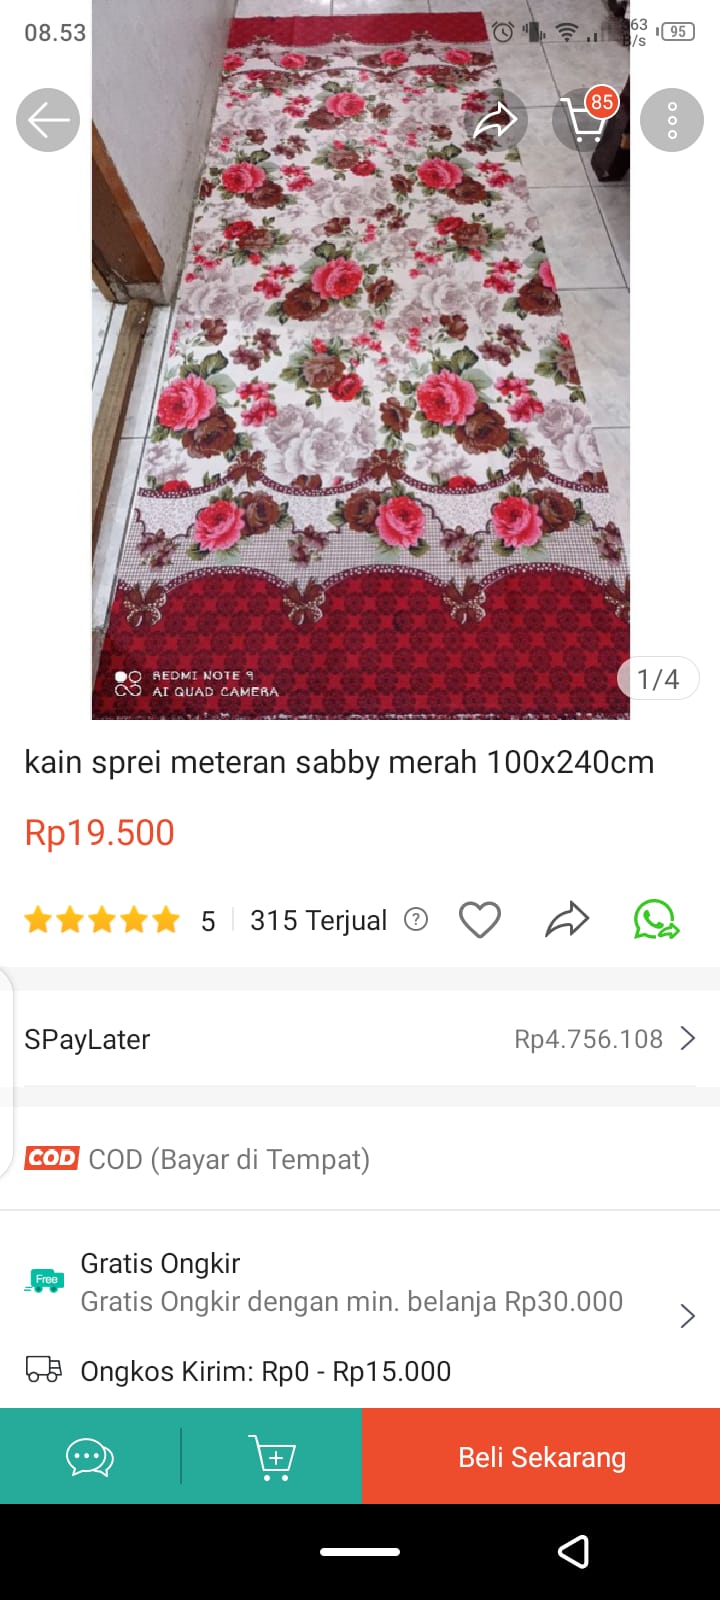 08.53
63
B/s
95
85
REDMI NOTE 9
AI QUAD CAMERA
1/4
kain sprei meteran sabby merah 100x240cm
Rp19.500
5
315 Terjual
?
SPayLater
Rp4.756.108
COD COD (Bayar di Tempat)
Free
Gratis Ongkir
Gratis Ongkir dengan min. belanja Rp30.000
Ongkos Kirim: Rp0 - Rp15.000
Beli Sekarang